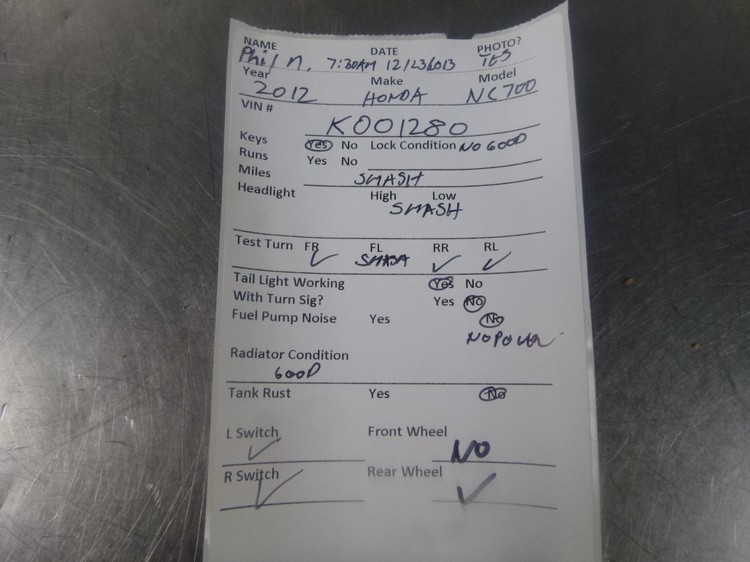 NAME DATE PHOTO?
Phil n. 7:30AM 12/23/2013 YES
Year Make Model
2012 HONDA NC700
VIN #
K001280
Keys Yes No Lock Condition NO GOOD
Runs Yes No
Miles SMASH
Headlight High Low
SMASH
Test Turn FR FL RR RL
✓ SMASH ✓ ✓
Tail Light Working Yes No
With Turn Sig? Yes No
Fuel Pump Noise Yes No
NO POWER
Radiator Condition
GOOD
Tank Rust Yes No
L Switch Front Wheel
✓ NO
R Switch Rear Wheel
✓ ✓